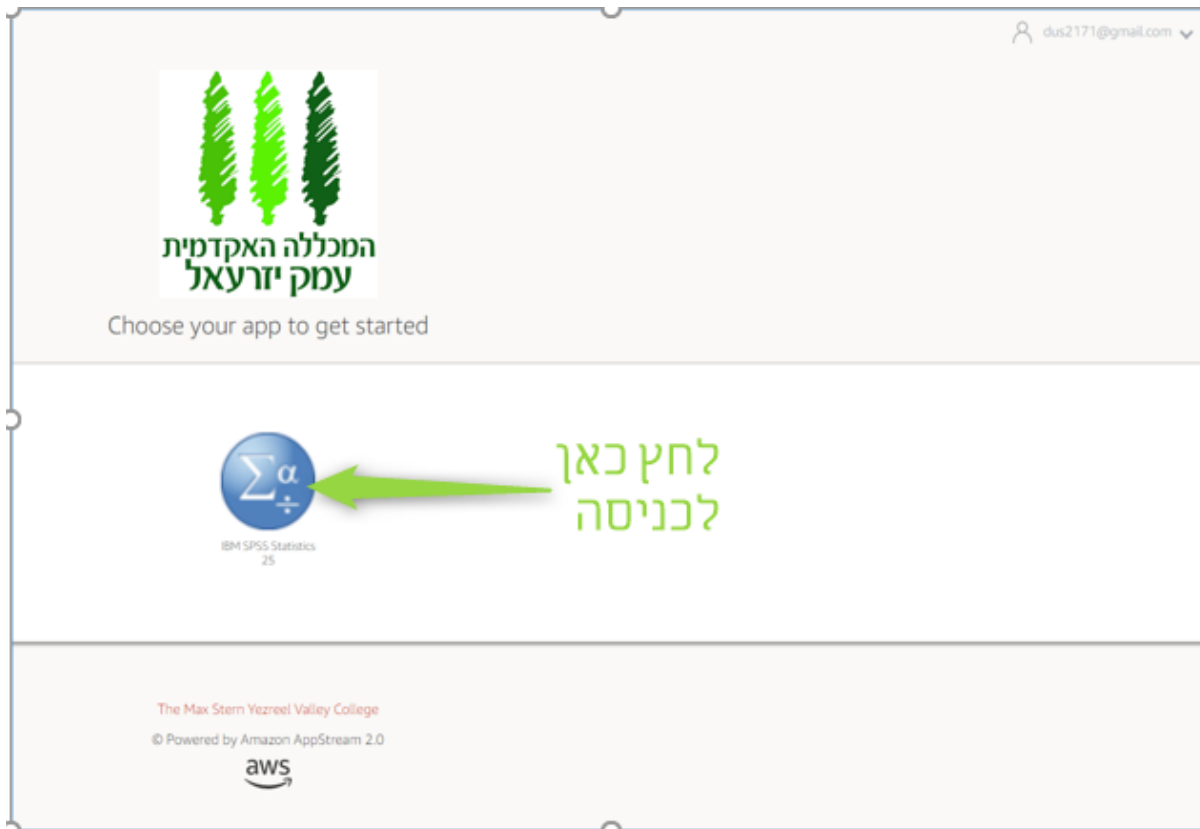 dus2171@gmail.com
המכללה האקדמית
עמק יזרעאל
Choose your app to get started
Σα
÷
לחץ כאן
לכניסה
IBM SPSS Statistics
25
The Max Stern Yezreel Valley College
© Powered by Amazon AppStream 2.0
aws